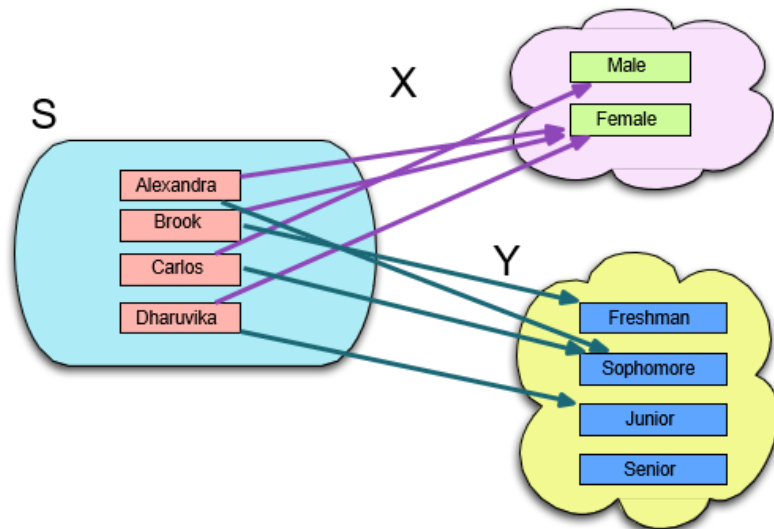 X
Male
Female
S
Alexandra
Brook
Carlos
Dharuvika
Y
Freshman
Sophomore
Junior
Senior